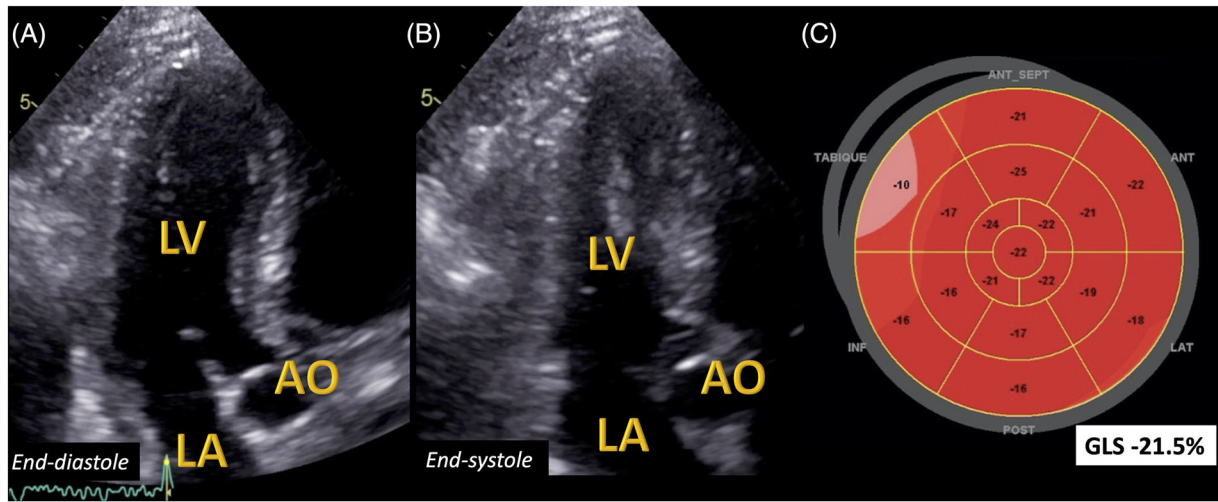 (A)
5
LV
AO
LA
End-diastole
(B)
5
LV
AO
LA
End-systole
(C)
ANT_SEPT
TABIQUE
ANT
INF
LAT
POST
-21
-10
-22
-25
-17
-21
-24
-22
-22
-21
-22
-16
-19
-16
-17
-18
-16
GLS -21.5%